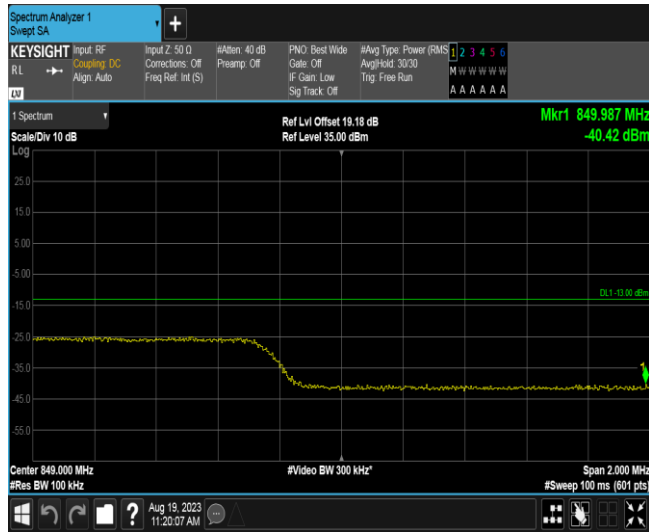 Spectrum Analyzer 1
Swept SA
+
KEYSIGHT
RL
Input: RF
Coupling: DC
Align: Auto
Input Z: 50 Ω
Corrections: Off
Freq Ref: Int (S)
#Atten: 40 dB
Preamp: Off
PNO: Best Wide
Gate: Off
IF Gain: Low
Sig Track: Off
#Avg Type: Power (RMS
Avg|Hold: 30/30
Trig: Free Run
1 2 3 4 5 6
M W W W W W
A A A A A A
LXI
1 Spectrum
Scale/Div 10 dB
Log
Ref Lvl Offset 19.18 dB
Ref Level 35.00 dBm
Mkr1 849.987 MHz
-40.42 dBm
25.0
15.0
5.00
-5.00
DL1 -13.00 dBm
-15.0
-25.0
-35.0
-45.0
-55.0
Center 849.000 MHz
#Res BW 100 kHz
#Video BW 300 kHz*
Span 2.000 MHz
#Sweep 100 ms (601 pts)
?
Aug 19, 2023
11:20:07 AM